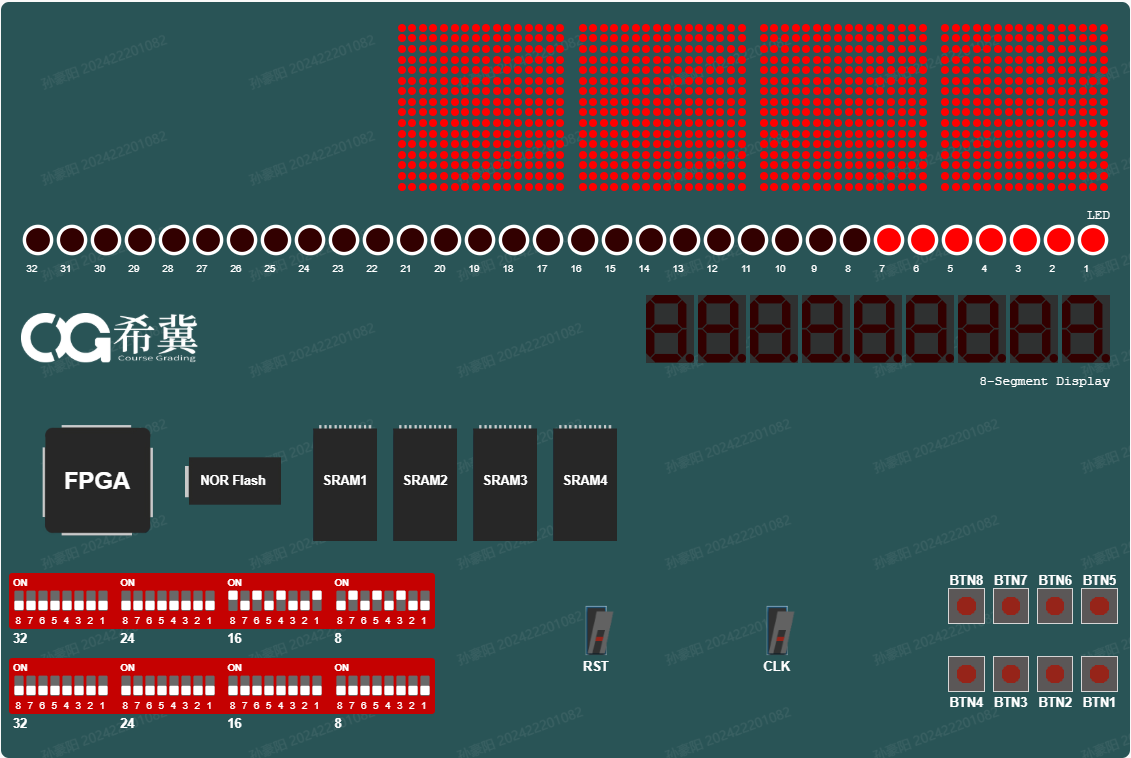 LED
32 31 30 29 28 27 26 25 24 23 22 21 20 19 18 17 16 15 14 13 12 11 10 9 8 7 6 5 4 3 2 1
CG希冀
Course Grading
8-Segment Display
FPGA
NOR Flash
SRAM1 SRAM2 SRAM3 SRAM4
BTN8 BTN7 BTN6 BTN5
ON ON ON ON
8 7 6 5 4 3 2 1 8 7 6 5 4 3 2 1 8 7 6 5 4 3 2 1 8 7 6 5 4 3 2 1
32 24 16 8
RST CLK
ON ON ON ON
8 7 6 5 4 3 2 1 8 7 6 5 4 3 2 1 8 7 6 5 4 3 2 1 8 7 6 5 4 3 2 1
BTN4 BTN3 BTN2 BTN1
32 24 16 8
202422201082